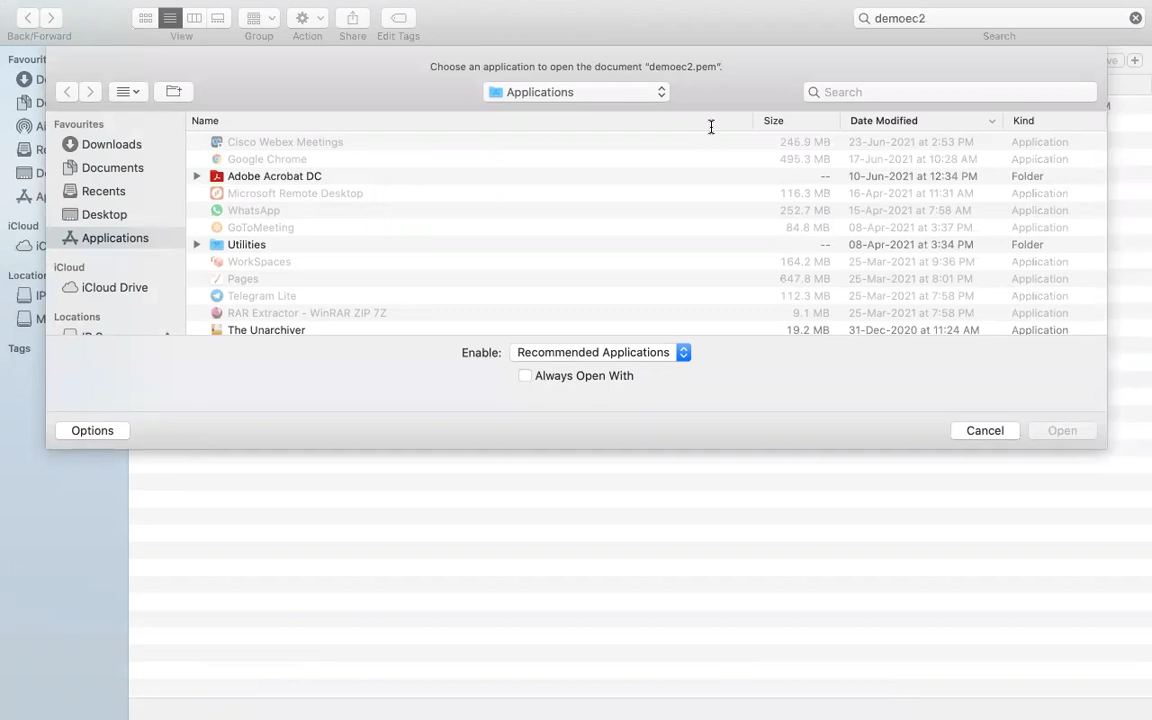 demoec2
Back/Forward
View
Group
Action
Share
Edit Tags
Search
Choose an application to open the document "demoec2.pem".
Favourit
Applications
Search
Favourites
Downloads
Documents
Recents
Desktop
Applications
iCloud
iCloud Drive
Locations
iCloud
Locatio
Tags
Name Size Date Modified Kind
Cisco Webex Meetings 245.9 MB 23-Jun-2021 at 2:53 PM Application
Google Chrome 495.3 MB 17-Jun-2021 at 10:28 AM Application
Adobe Acrobat DC -- 10-Jun-2021 at 12:34 PM Folder
Microsoft Remote Desktop 116.3 MB 16-Apr-2021 at 11:31 AM Application
WhatsApp 252.7 MB 15-Apr-2021 at 7:58 AM Application
GoToMeeting 84.8 MB 08-Apr-2021 at 3:37 PM Application
Utilities -- 08-Apr-2021 at 3:34 PM Folder
WorkSpaces 164.2 MB 25-Mar-2021 at 9:36 PM Application
Pages 647.8 MB 25-Mar-2021 at 8:01 PM Application
Telegram Lite 112.3 MB 25-Mar-2021 at 7:58 PM Application
RAR Extractor - WinRAR ZIP 7Z 9.1 MB 25-Mar-2021 at 7:58 PM Application
The Unarchiver 19.2 MB 31-Dec-2020 at 11:24 AM Application
Enable: Recommended Applications
Always Open With
Options
Cancel
Open